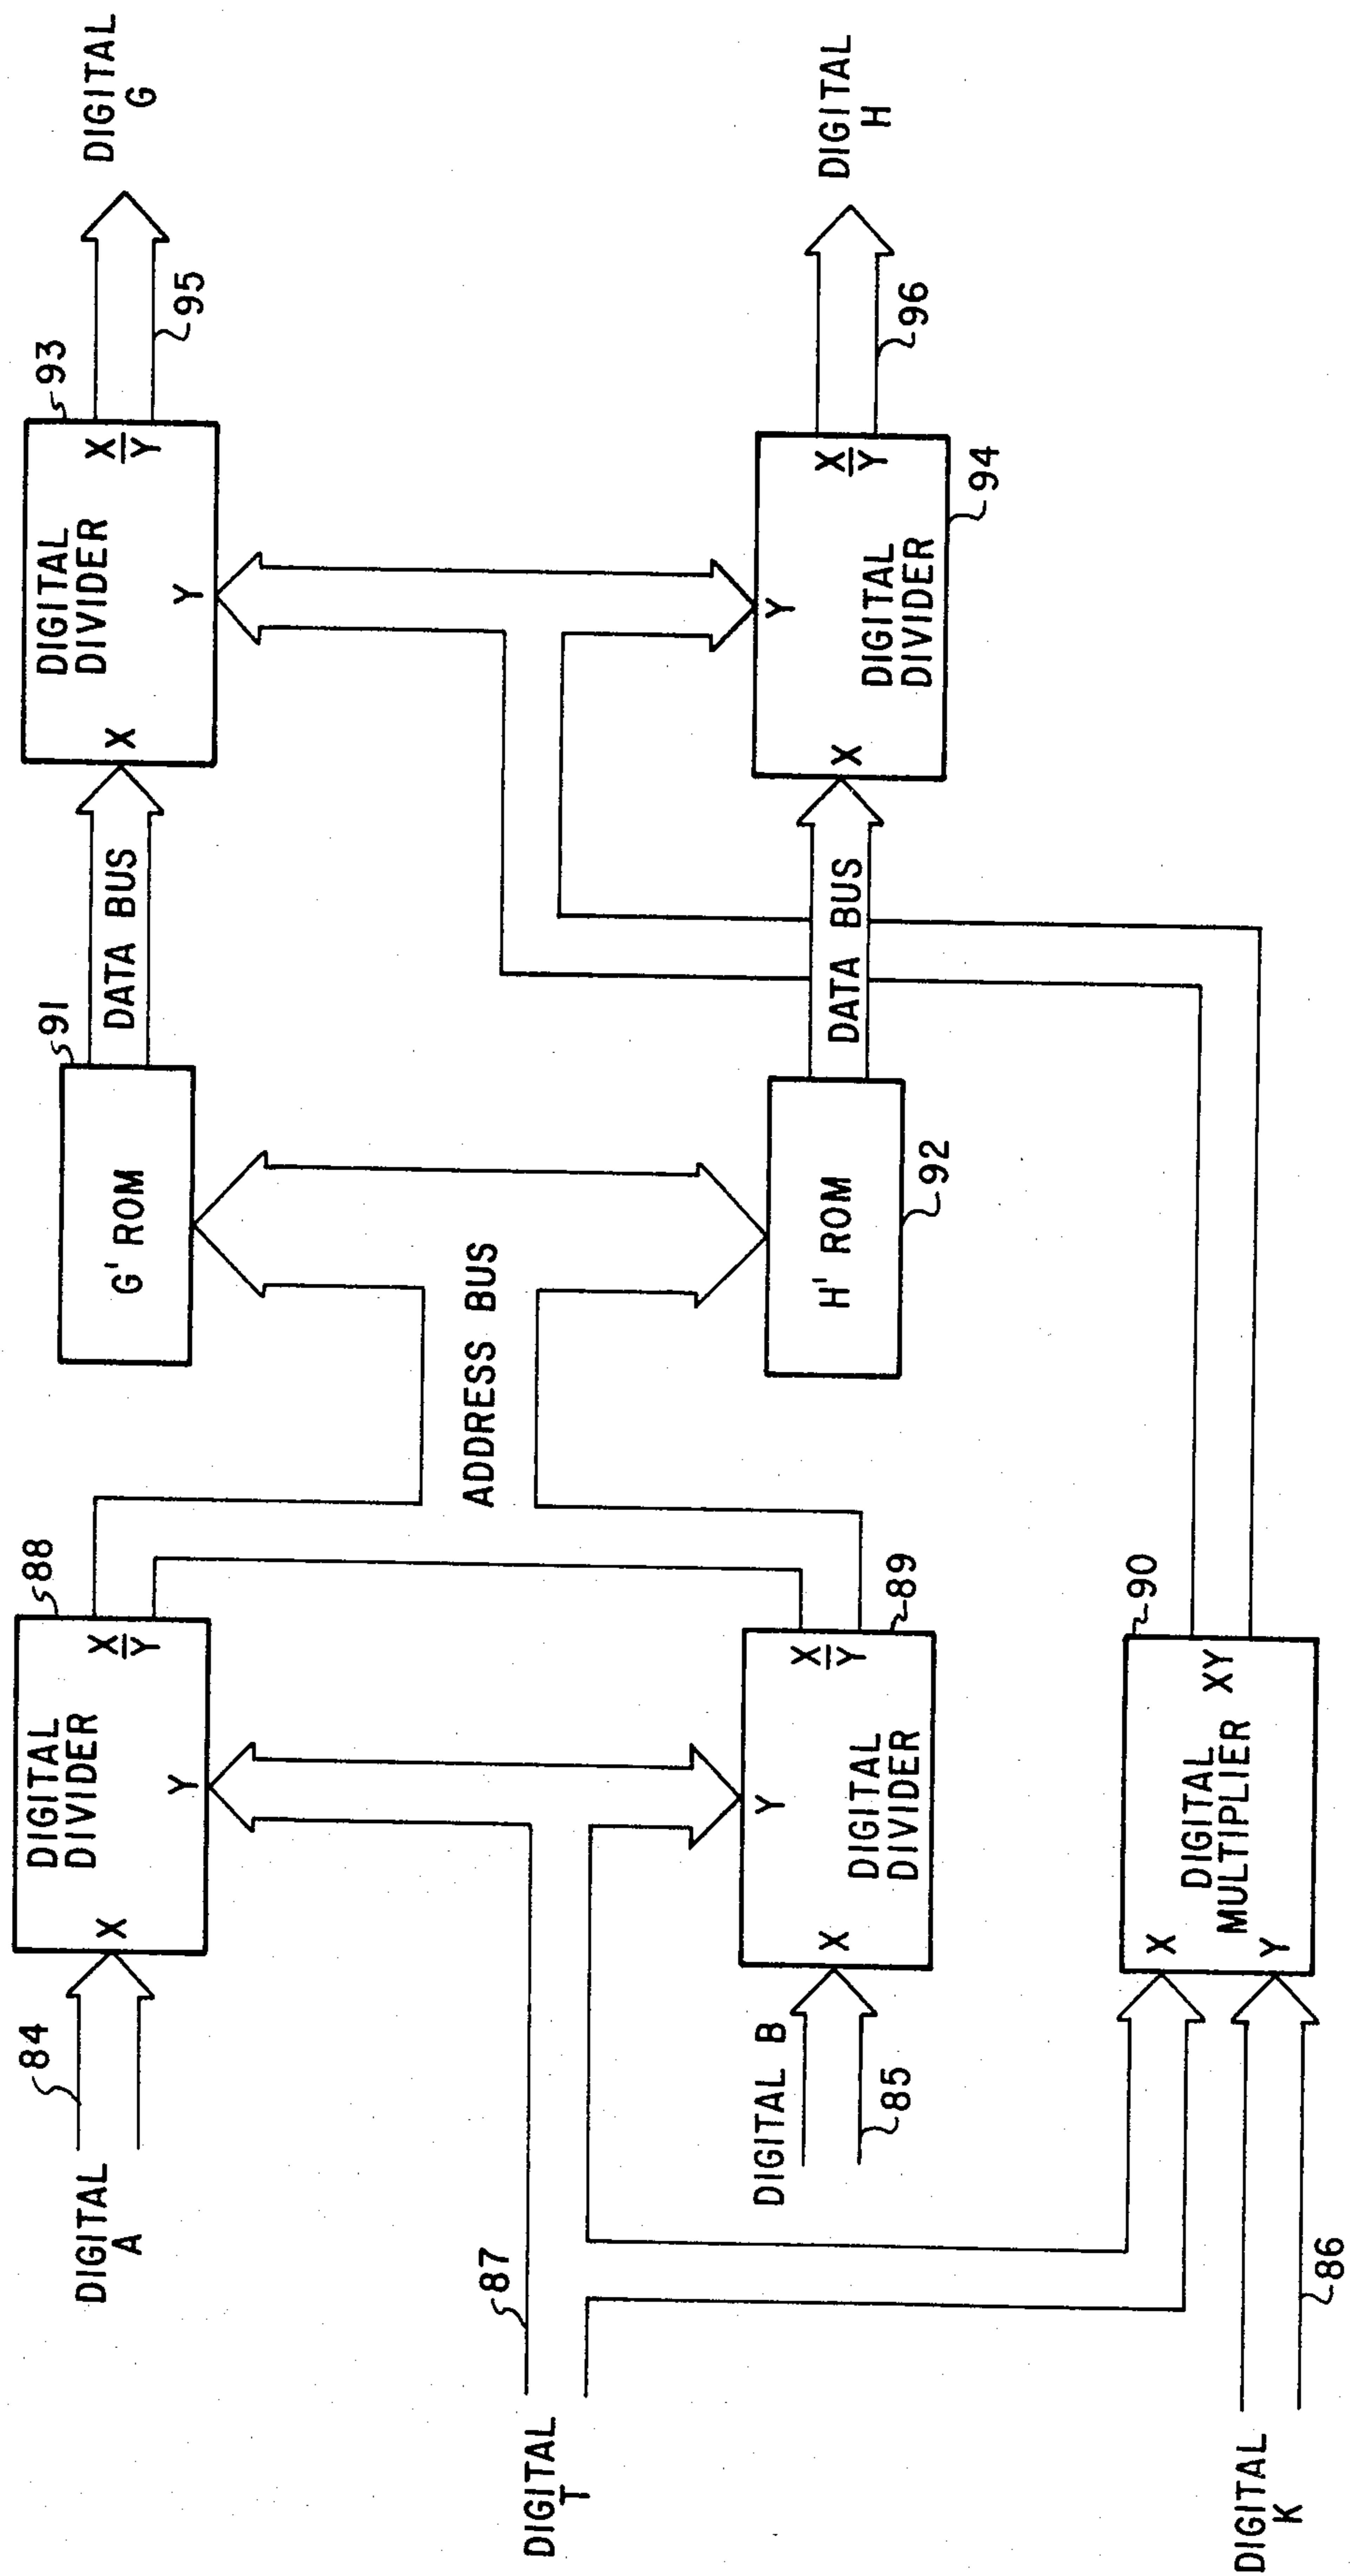 DIGITAL
A
84
X
DIGITAL
DIVIDER
Y
X
Y
88
G' ROM
91
DATA BUS
X
DIGITAL
DIVIDER
Y
X
Y
93
95
DIGITAL
G
DIGITAL
T
87
ADDRESS BUS
DIGITAL B
85
X
Y
DIGITAL
DIVIDER
X
Y
89
H' ROM
92
DATA BUS
X
Y
DIGITAL
DIVIDER
X
Y
94
96
DIGITAL
H
DIGITAL
K
86
X
Y
DIGITAL
MULTIPLIER
XY
90